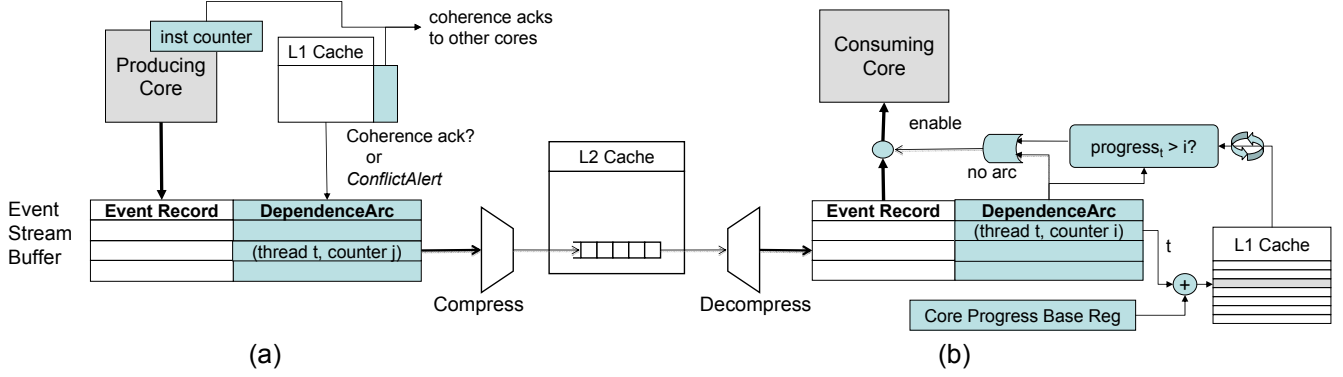 inst counter
Producing
Core
L1 Cache
coherence acks
to other cores
Coherence ack?
or
ConflictAlert
Event
Stream
Buffer
Event Record
DependenceArc
(thread t, counter j)
Compress
L2 Cache
Decompress
(a)
Consuming
Core
enable
no arc
progressₜ > i?
Event Record
DependenceArc
(thread t, counter i)
t
L1 Cache
+
Core Progress Base Reg
(b)